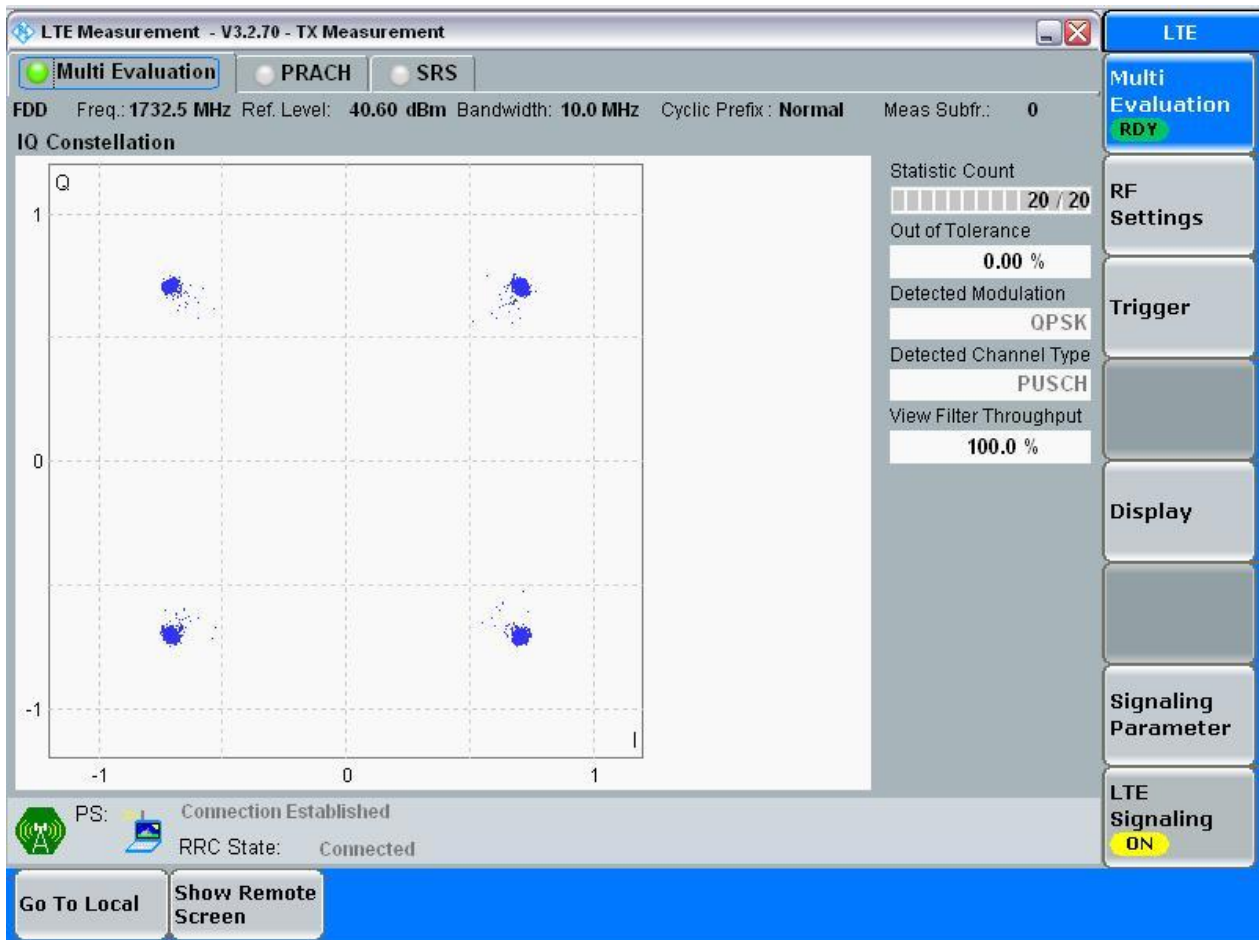 LTE Measurement - V3.2.70 - TX Measurement
LTE
Multi Evaluation PRACH SRS
FDD Freq.: 1732.5 MHz Ref. Level: 40.60 dBm Bandwidth: 10.0 MHz Cyclic Prefix : Normal Meas Subfr.: 0
IQ Constellation
Q
1
0
-1
I
-1 0 1
Statistic Count
20 / 20
Out of Tolerance
0.00 %
Detected Modulation
QPSK
Detected Channel Type
PUSCH
View Filter Throughput
100.0 %
Multi
Evaluation
RDY
RF
Settings
Trigger
Display
Signaling
Parameter
LTE
Signaling
ON
PS: Connection Established
RRC State: Connected
Go To Local
Show Remote
Screen